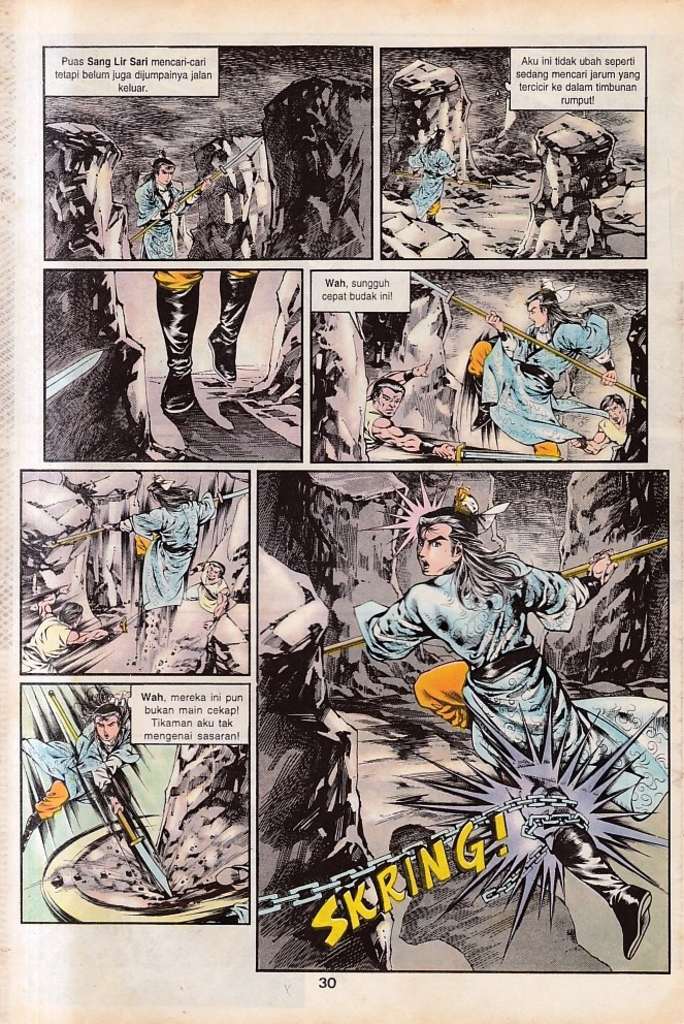 Puas Sang Lir Sari mencari-cari
tetapi belum juga dijumpainya jalan
keluar.
Aku ini tidak ubah seperti
sedang mencari jarum yang
tercicir ke dalam timbunan
rumput!
Wah, sungguh
cepat budak ini!
Wah, mereka ini pun
bukan main cekap!
Tikaman aku tak
mengenai sasaran!
SKRING!
30